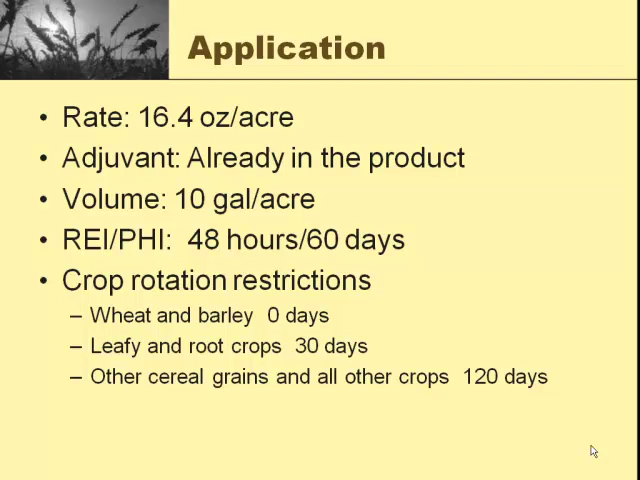 Application
• Rate: 16.4 oz/acre
• Adjuvant: Already in the product
• Volume: 10 gal/acre
• REI/PHI: 48 hours/60 days
• Crop rotation restrictions
– Wheat and barley 0 days
– Leafy and root crops 30 days
– Other cereal grains and all other crops 120 days